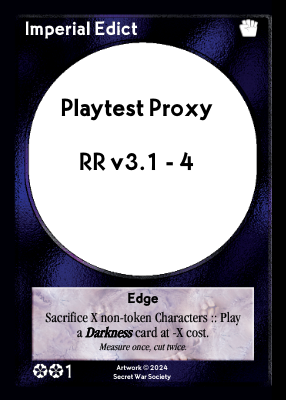 Imperial Edict
Playtest Proxy
RR v3.1 - 4
Edge
Sacrifice X non-token Characters :: Play
a Darkness card at -X cost.
Measure once, cut twice.
1
Artwork © 2024
Secret War Society